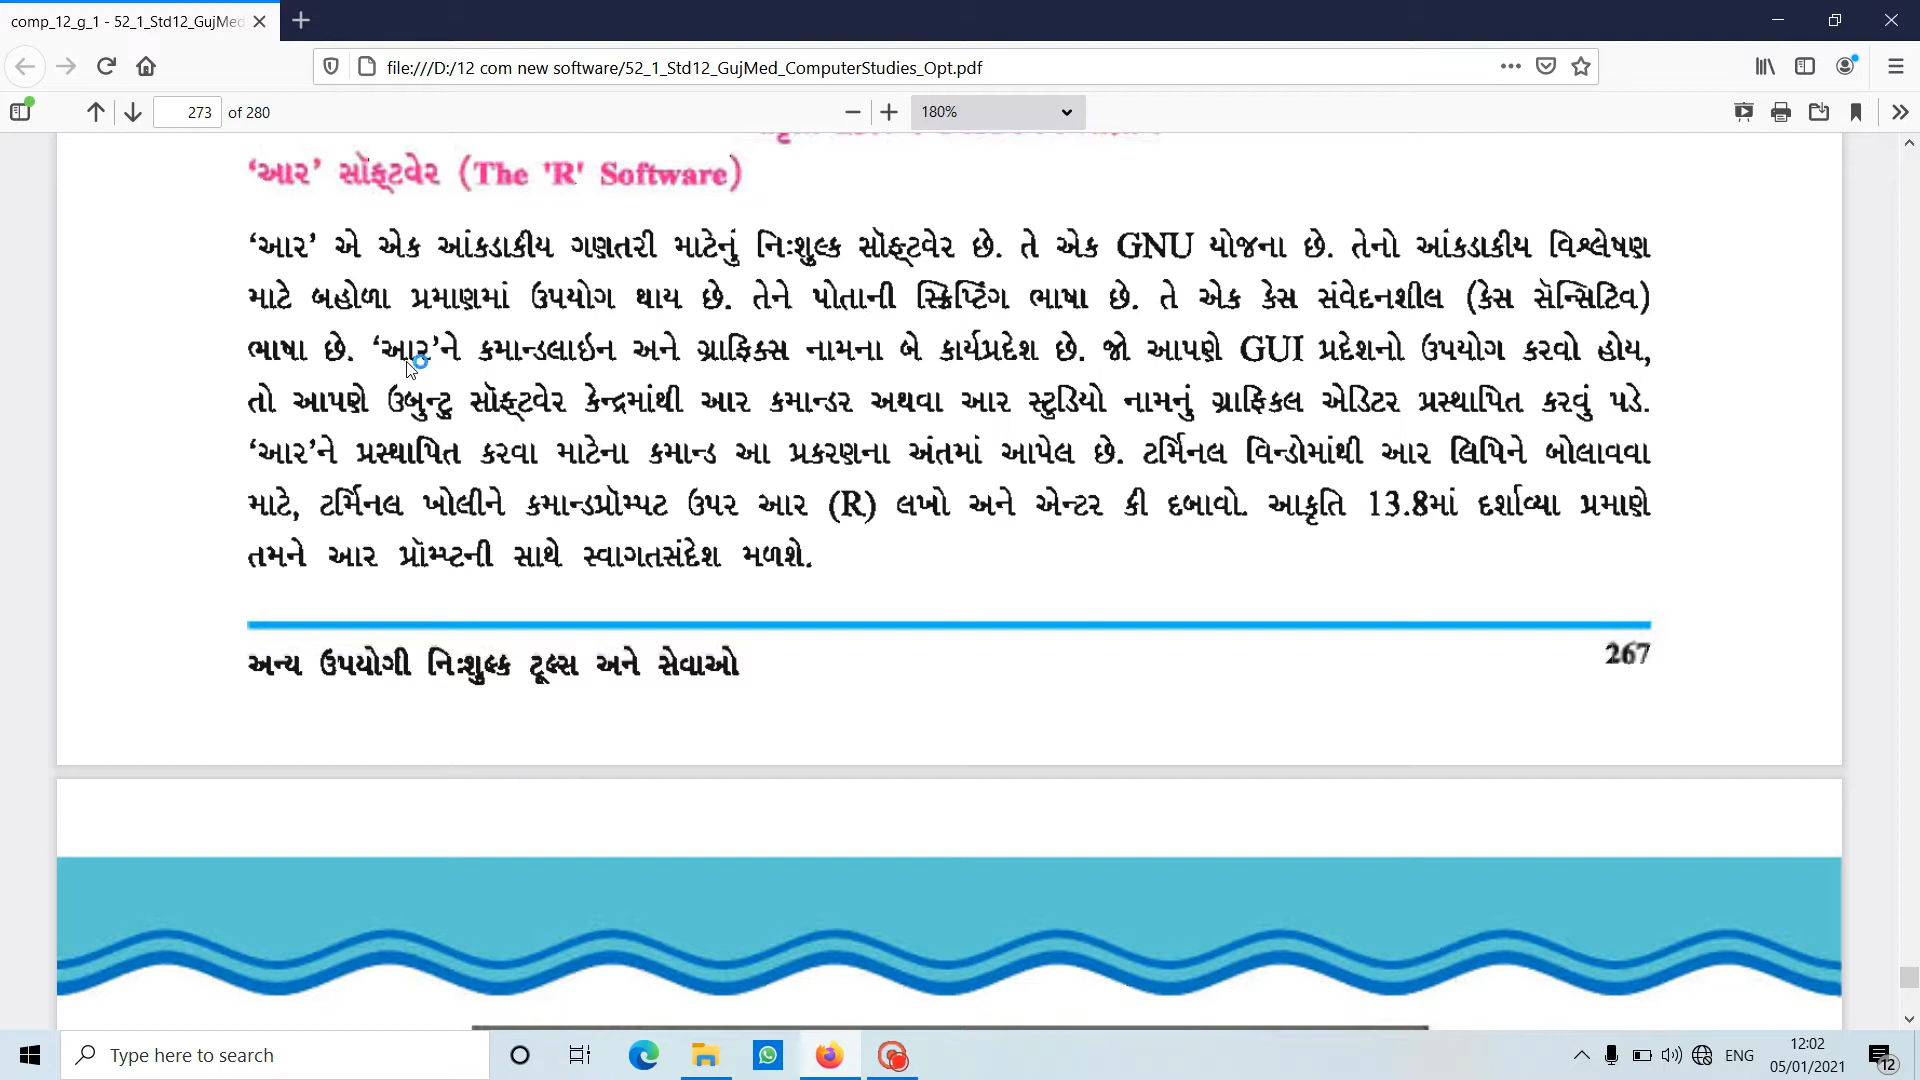 comp_12_g_1 - 52_1_Std12_GujMed
file:///D:/12 com new software/52_1_Std12_GujMed_ComputerStudies_Opt.pdf
273 of 280
180%
‘આર’ સૉફ્ટવેર (The 'R' Software)
‘આર’ એ એક આંકડાકીય ગણતરી માટેનું નિઃશુલ્ક સૉફ્ટવેર છે. તે એક GNU યોજના છે. તેનો આંકડાકીય વિશ્લેષણ
માટે બહોળા પ્રમાણમાં ઉપયોગ થાય છે. તેને પોતાની સ્ક્રિપ્ટિંગ ભાષા છે. તે એક કેસ સંવેદનશીલ (કેસ સૅન્સિટિવ)
ભાષા છે. ‘આર’ને કમાન્ડલાઇન અને ગ્રાફિક્સ નામના બે કાર્યપ્રદેશ છે. જો આપણે GUI પ્રદેશનો ઉપયોગ કરવો હોય,
તો આપણે ઉબુન્ટુ સૉફ્ટવેર કેન્દ્રમાંથી આર કમાન્ડર અથવા આર સ્ટુડિયો નામનું ગ્રાફિકલ એડિટર પ્રસ્થાપિત કરવું પડે.
‘આર’ને પ્રસ્થાપિત કરવા માટેના કમાન્ડ આ પ્રકરણના અંતમાં આપેલ છે. ટર્મિનલ વિન્ડોમાંથી આર લિપિને બોલાવવા
માટે, ટર્મિનલ ખોલીને કમાન્ડપ્રૉમ્પટ ઉપર આર (R) લખો અને એન્ટર કી દબાવો. આકૃતિ 13.8માં દર્શાવ્યા પ્રમાણે
તમને આર પ્રૉમ્પ્ટની સાથે સ્વાગતસંદેશ મળશે.
અન્ય ઉપયોગી નિઃશુલ્ક ટૂલ્સ અને સેવાઓ 267
Type here to search
ENG
12:02
05/01/2021
12